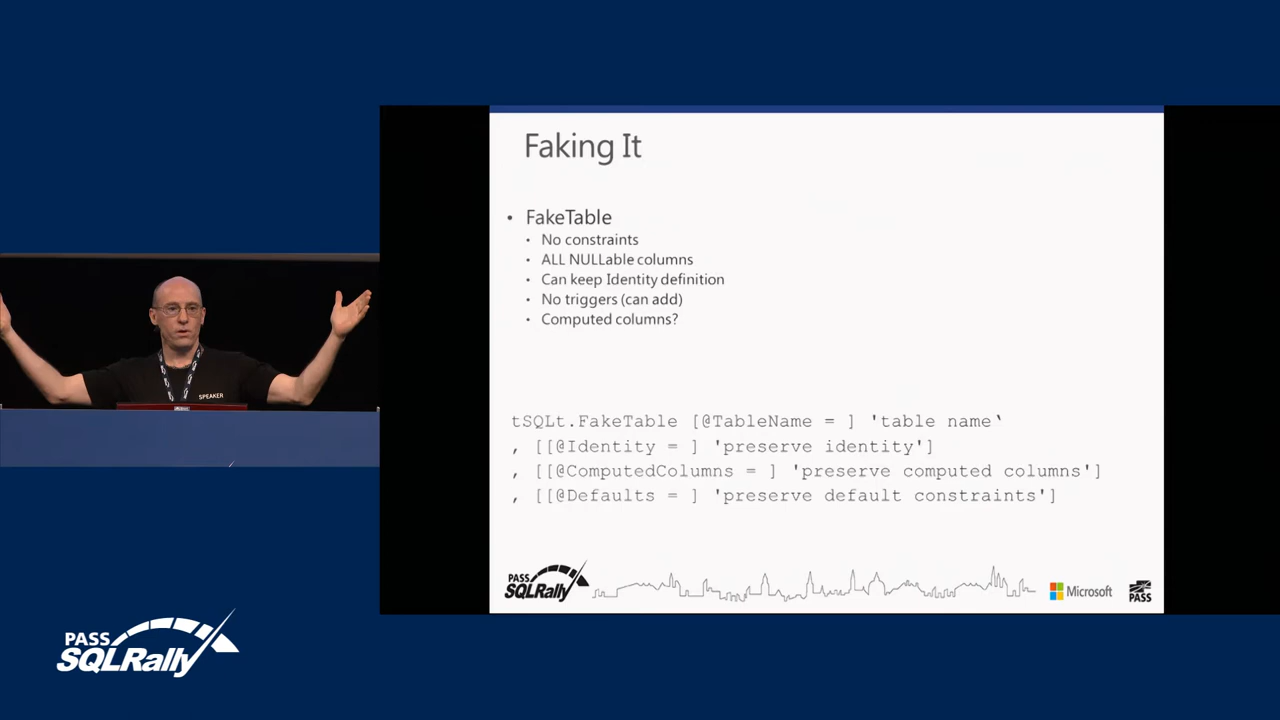 Faking It
• FakeTable
• No constraints
• ALL NULLable columns
• Can keep Identity definition
• No triggers (can add)
• Computed columns?
SPEAKER
tSQLt.FakeTable [@TableName = ] 'table name‛
, [[@Identity = ] 'preserve identity']
, [[@ComputedColumns = ] 'preserve computed columns']
, [[@Defaults = ] 'preserve default constraints']
PASS
SQLRally
Microsoft
PASS
PASS
SQLRally